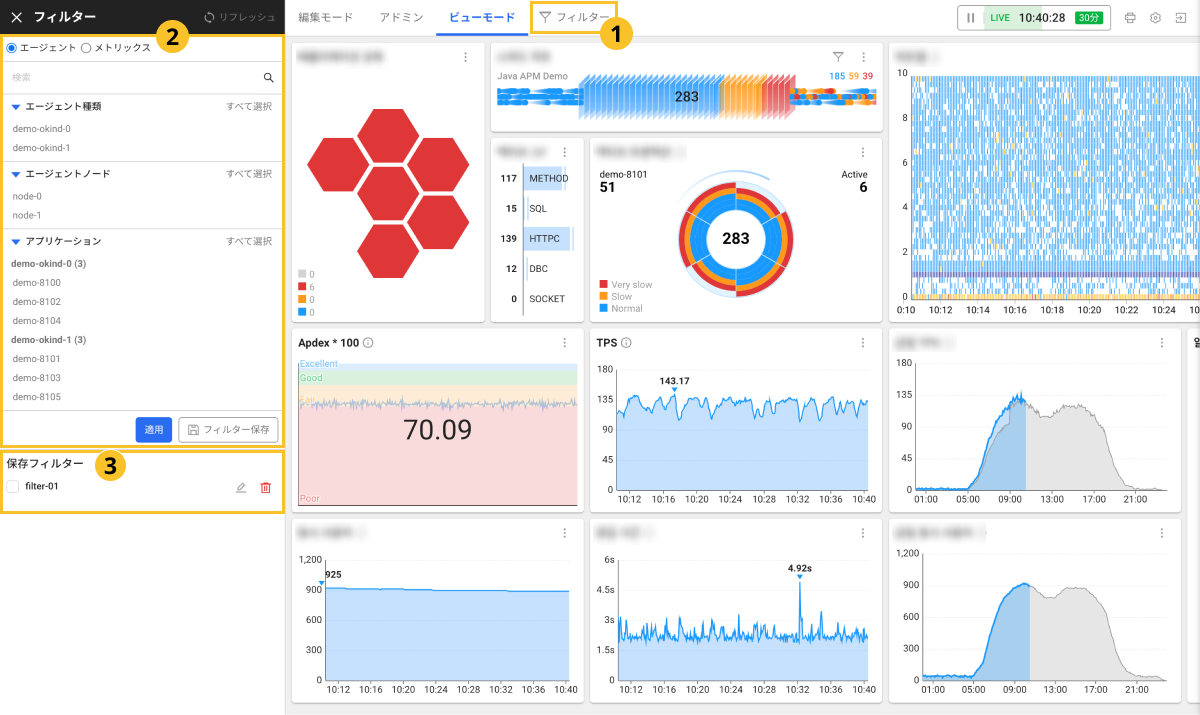 フィルター
リフレッシュ
編集モード
アドミン
ビューモード
フィルター
1
LIVE 10:40:28 30分
2
エージェント
メトリックス
検索
エージェント種類
すべて選択
demo-okind-0
demo-okind-1
エージェントノード
すべて選択
node-0
node-1
アプリケーション
すべて選択
demo-okind-0 (3)
demo-8100
demo-8102
demo-8104
demo-okind-1 (3)
demo-8101
demo-8103
demo-8105
適用
フィルター保存
保存フィルター
3
filter-01
0
6
0
0
Java APM Demo
185 59 39
283
117 METHOD
15 SQL
139 HTTPC
12 DBC
0 SOCKET
demo-8101
51
Active
6
283
Very slow
Slow
Normal
10
8
6
4
2
0
0:10 10:12 10:14 10:16 10:18 10:20 10:22 10:24 10
Apdex * 100
Excellent
Good
Fair
70.09
Poor
TPS
143.17
180
135
90
45
0
10:12 10:16 10:20 10:24 10:28 10:32 10:36 10:40
180
135
90
45
0
01:00 05:00 09:00 13:00 17:00 21:00
1,200
925
900
600
300
0
10:12 10:16 10:20 10:24 10:28 10:32 10:36 10:40
6s
4.92s
4.5s
3s
1.5s
0
10:12 10:16 10:20 10:24 10:28 10:32 10:36 10:40
1,200
900
600
300
0
01:00 05:00 09:00 13:00 17:00 21:00